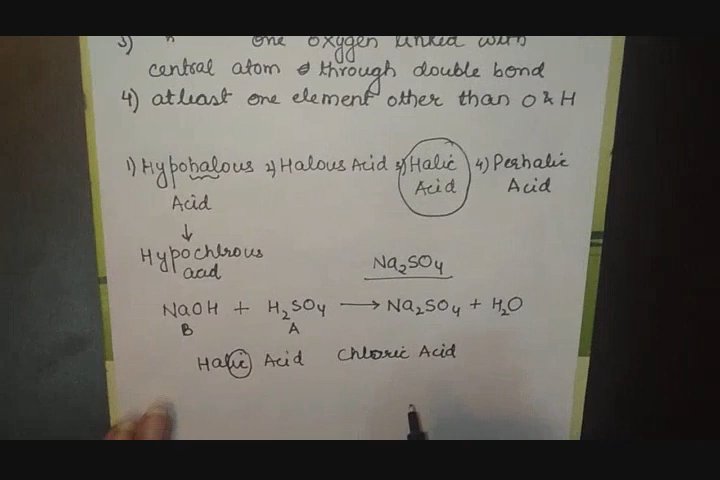 3) " one oxygen linked with
central atom through double bond
4) atleast one element other than O & H
1) Hypohalous 2) Halous Acid 3) Halic 4) Perhalic
Acid Acid Acid
↓
Hypochlrous
acid
Na₂SO₄
NaOH + H₂SO₄ → Na₂SO₄ + H₂O
B A
Halic Acid Chloric Acid